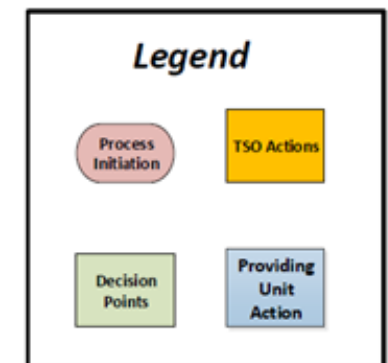 Legend
Process
Initiation
TSO Actions
Decision
Points
Providing
Unit
Action